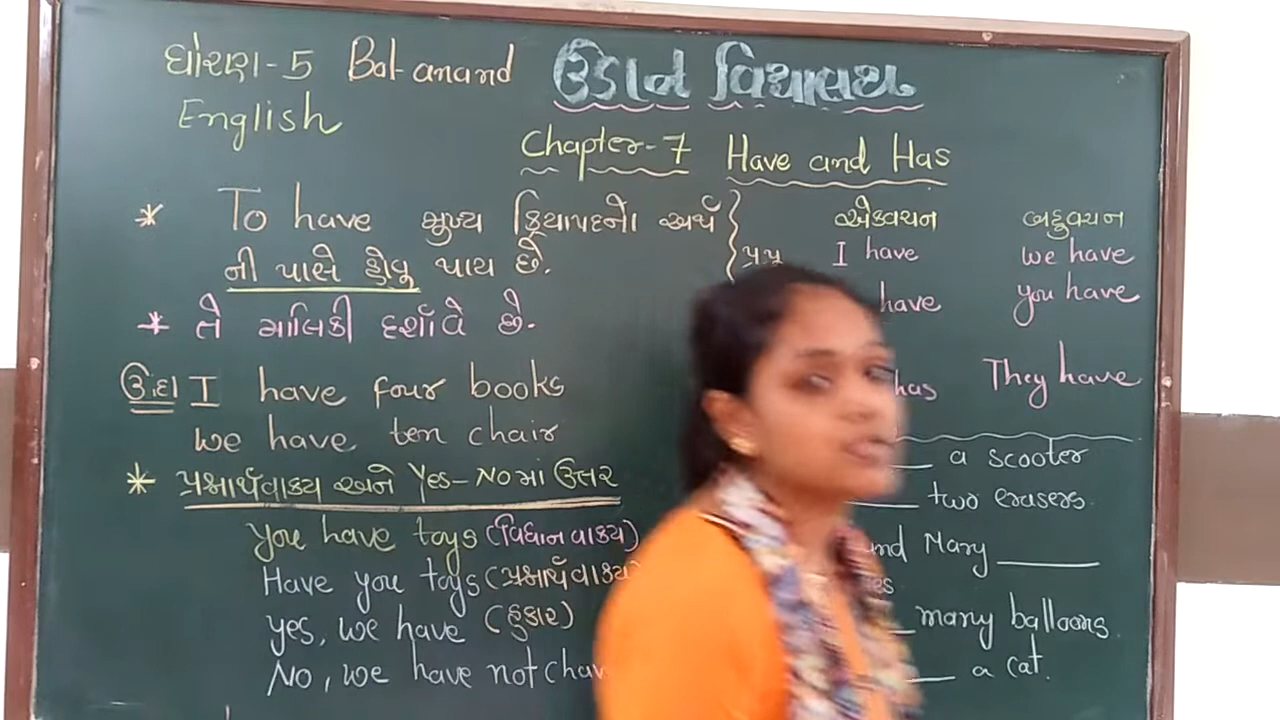 ધોરણ-5 Bal-anand
English
ઉડાન વિદ્યાલય
Chapter-7 Have and Has
* To have મુખ્ય ક્રિયાપદનો અર્થ
ની પાસે હોવુ થાય છે.
* તે માલિકી દર્શાવે છે.
ઉ.દા I have four books
we have ten chair
* પ્રશ્નાર્થવાક્ય અને Yes-No માં ઉત્તર
You have toys (વિધાન વાક્ય)
Have you toys (પ્રશ્નાર્થવાક્ય
yes, we have (હકાર)
No, we have not
એકવચન બહુવચન
I have we have
have you have
has They have
a scooter
two erasers.
and Mary
many balloons.
a cat.